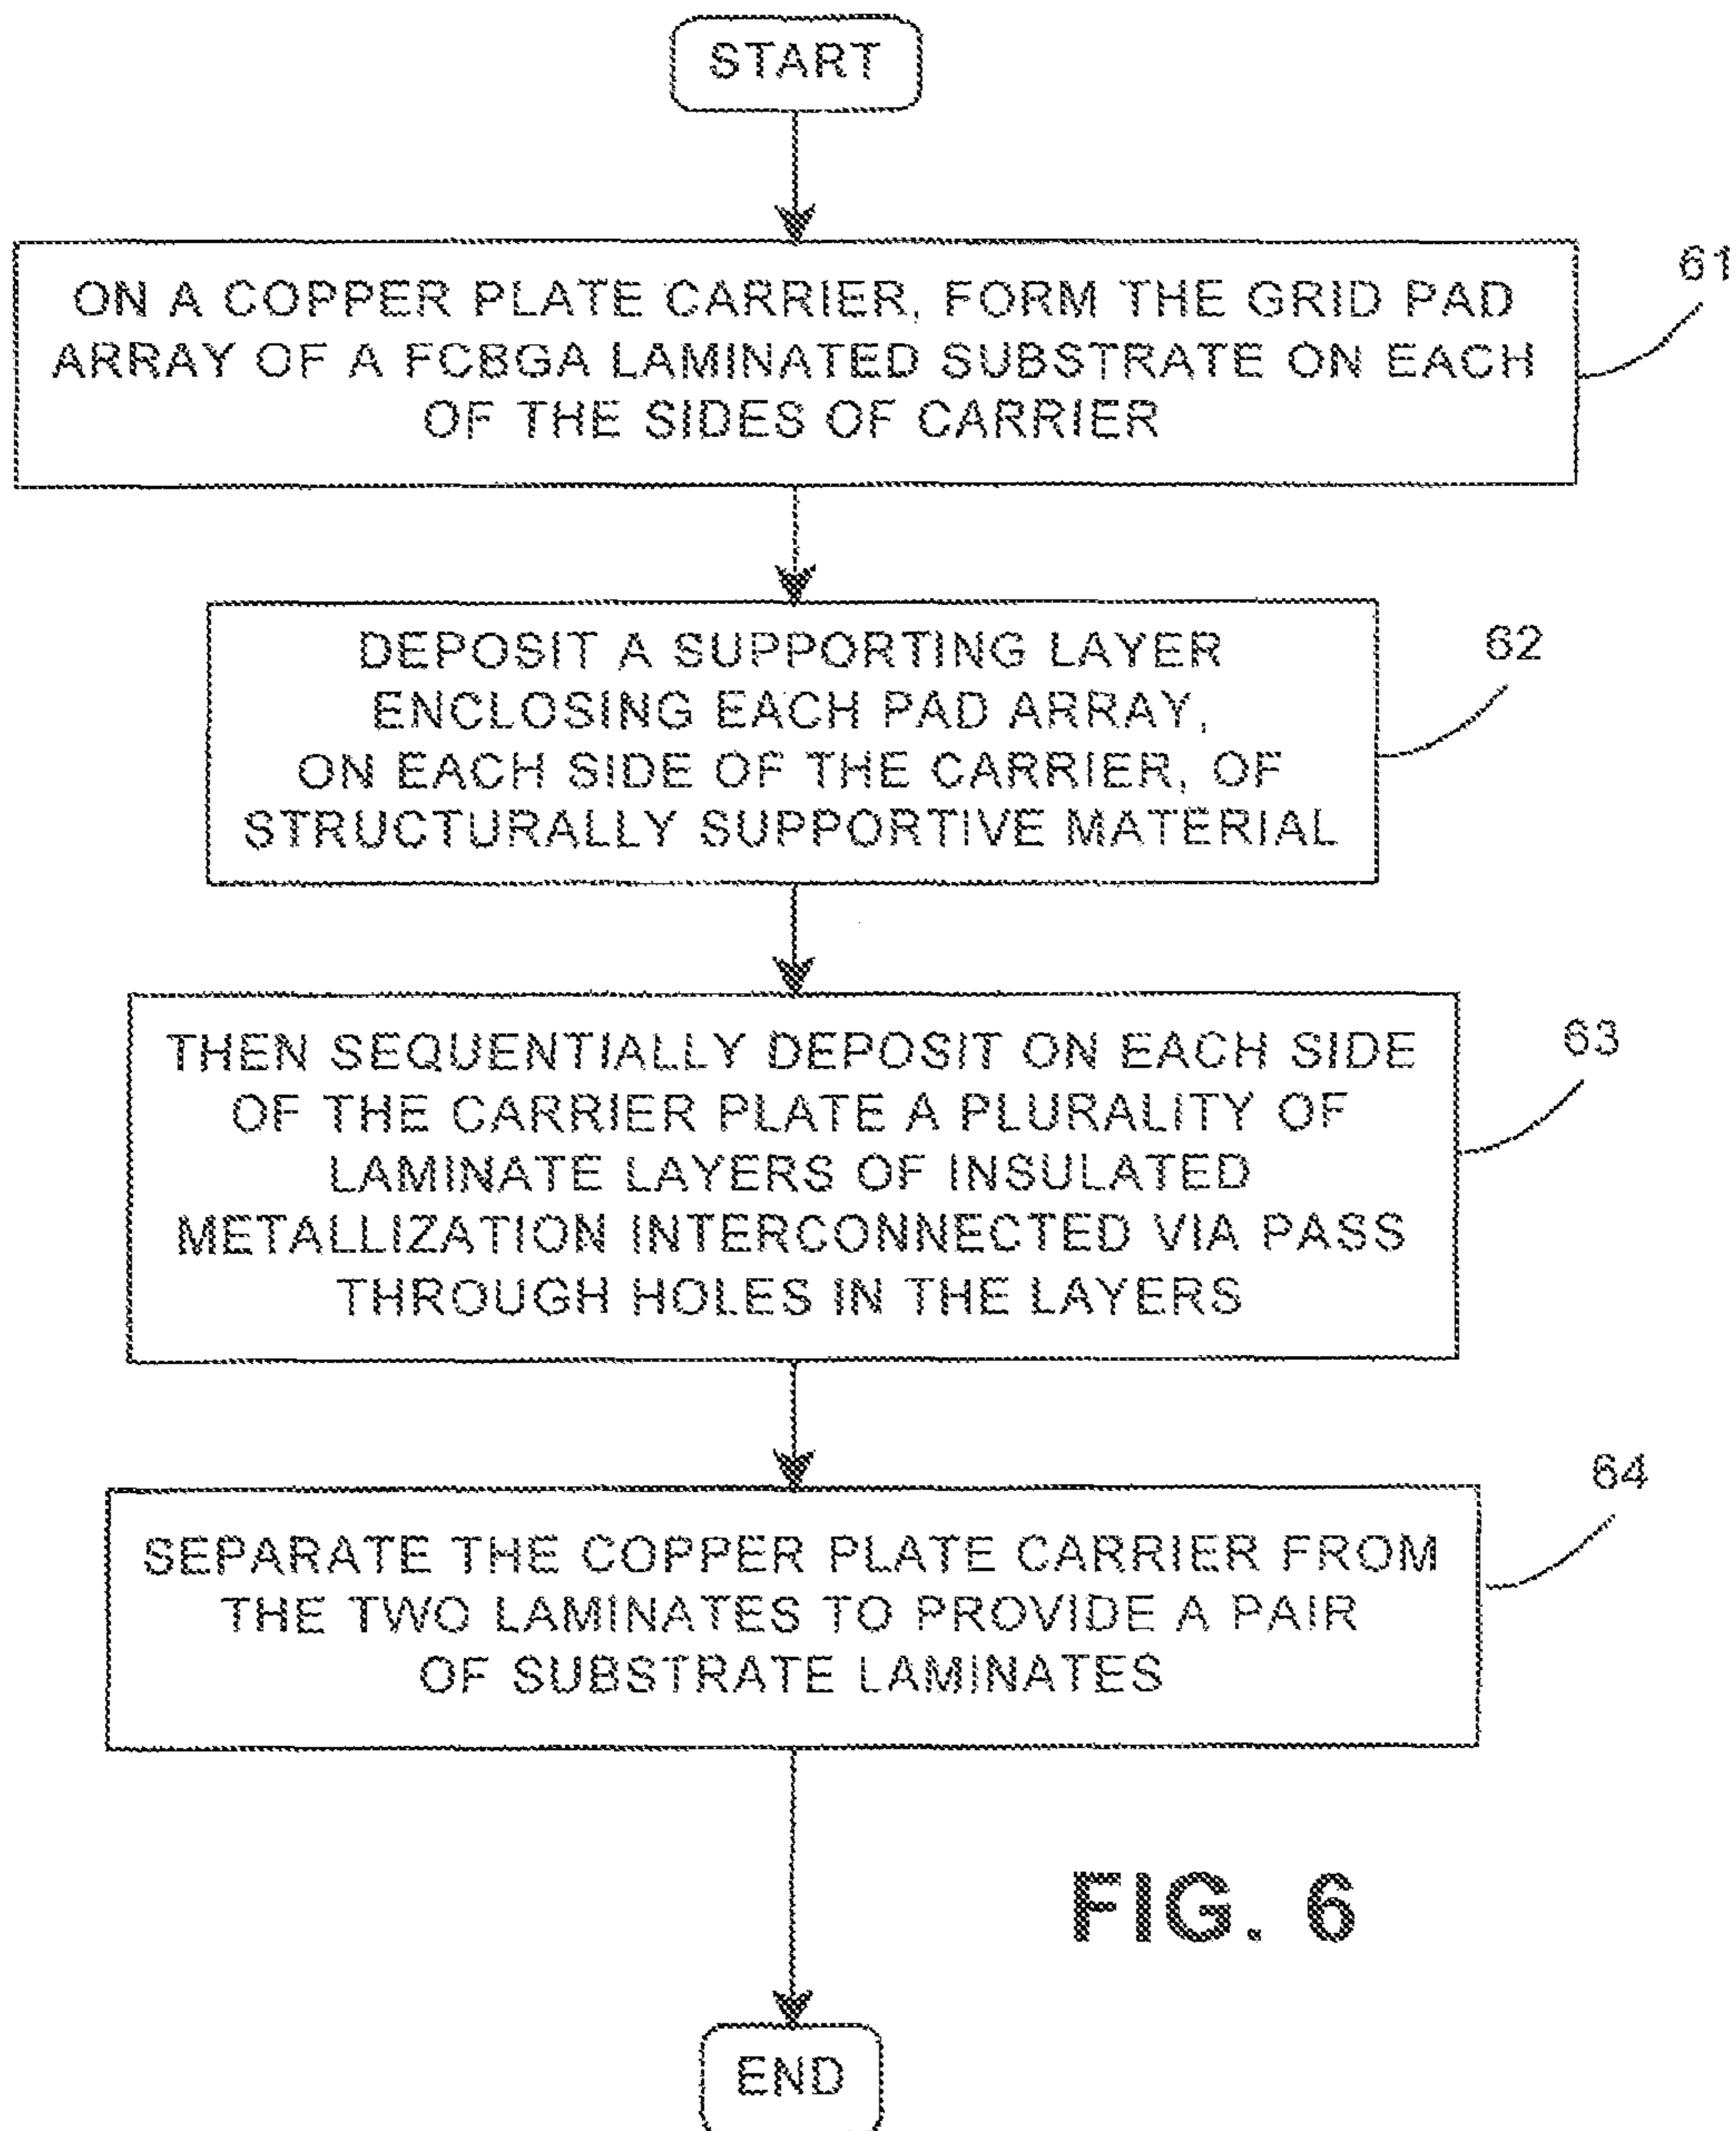 START
61
ON A COPPER PLATE CARRIER, FORM THE GRID PAD
ARRAY OF A FCBGA LAMINATED SUBSTRATE ON EACH
OF THE SIDES OF CARRIER
62
DEPOSIT A SUPPORTING LAYER
ENCLOSING EACH PAD ARRAY,
ON EACH SIDE OF THE CARRIER, OF
STRUCTURALLY SUPPORTIVE MATERIAL
63
THEN SEQUENTIALLY DEPOSIT ON EACH SIDE
OF THE CARRIER PLATE A PLURALITY OF
LAMINATE LAYERS OF INSULATED
METALLIZATION INTERCONNECTED VIA PASS
THROUGH HOLES IN THE LAYERS
64
SEPARATE THE COPPER PLATE CARRIER FROM
THE TWO LAMINATES TO PROVIDE A PAIR
OF SUBSTRATE LAMINATES
FIG. 6
END